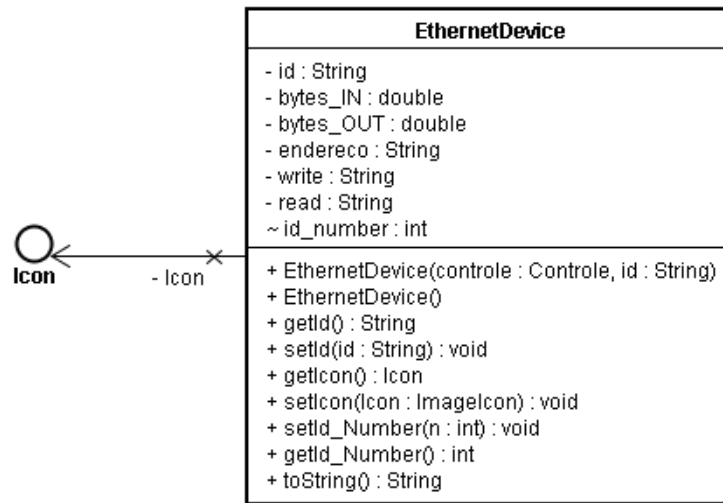 EthernetDevice
- id : String
- bytes_IN : double
- bytes_OUT : double
- endereco : String
- write : String
- read : String
~ id_number : int
Icon
- Icon
+ EthernetDevice(controle : Controle, id : String)
+ EthernetDevice()
+ getId() : String
+ setId(id : String) : void
+ getIcon() : Icon
+ setIcon(Icon : ImageIcon) : void
+ setId_Number(n : int) : void
+ getId_Number() : int
+ toString() : String